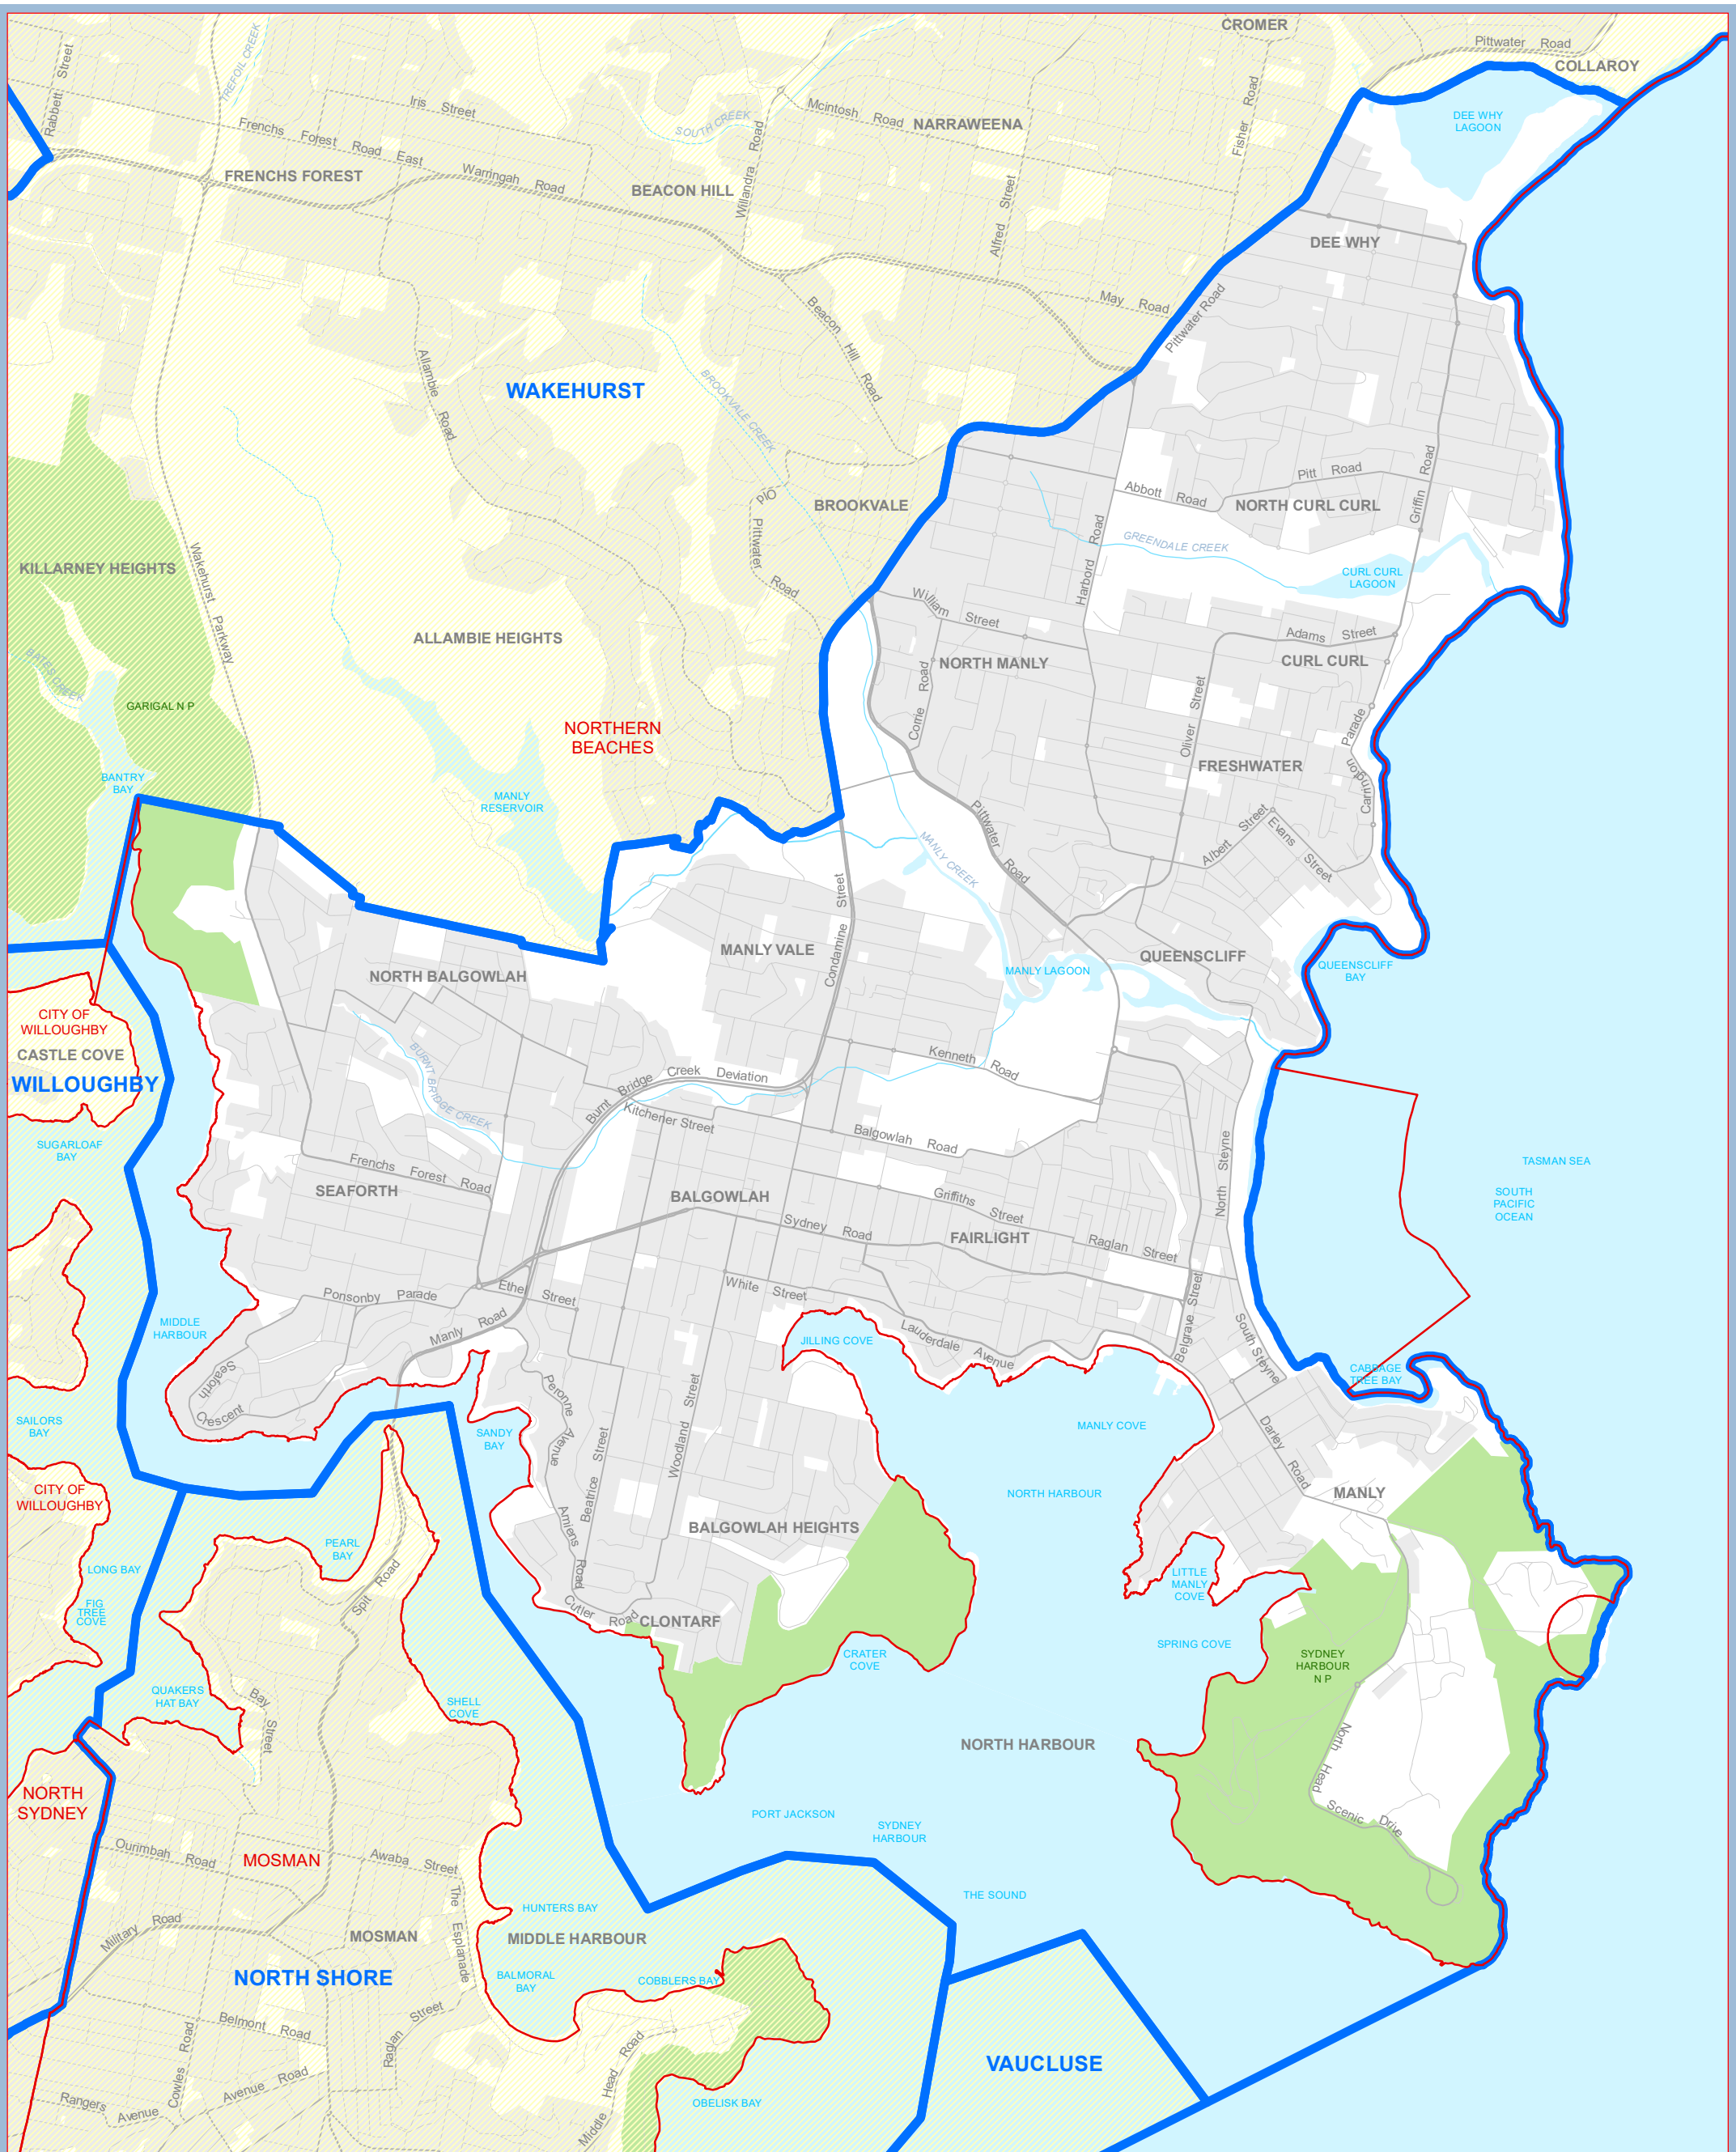 CROMER
Pittwater Road
COLLAROY
Rabbett Street
TREFOIL CREEK
Iris Street
Mcintosh Road
NARRAWEENA
Fisher Road
DEE WHY
LAGOON
SOUTH CREEK
Frenchs Forest Road East
Warringah Road
FRENCHS FOREST
BEACON HILL
Willandra Road
Alfred Street
DEE WHY
May Road
Pittwater Road
Beacon Hill Road
Allambie Road
WAKEHURST
BROOKVALE CREEK
Old Pittwater Road
BROOKVALE
Abbott Road
Pitt Road
Griffin Road
NORTH CURL CURL
Harbord Road
GREENDALE CREEK
CURL CURL
LAGOON
KILLARNEY HEIGHTS
Wakehurst Parkway
ALLAMBIE HEIGHTS
William Street
NORTH MANLY
Adams Street
CURL CURL
BATES CREEK
GARIGAL N P
Corrie Road
Oliver Street
Carrington Parade
NORTHERN
BEACHES
FRESHWATER
BANTRY
BAY
MANLY
RESERVOIR
Pittwater Road
Albert Street
Evans Street
MANLY CREEK
Condamine Street
MANLY VALE
QUEENSCLIFF
NORTH BALGOWLAH
MANLY LAGOON
QUEENSCLIFF
BAY
CITY OF
WILLOUGHBY
CASTLE COVE
WILLOUGHBY
BURNT BRIDGE CREEK
Burnt Bridge Creek Deviation
Kenneth Road
Kitchener Street
Balgowlah Road
North Steyne
SUGARLOAF
BAY
TASMAN SEA
Frenchs Forest Road
SEAFORTH
BALGOWLAH
Griffiths Street
SOUTH
PACIFIC
OCEAN
Sydney Road
FAIRLIGHT
Raglan Street
Ponsonby Parade
Ethel Street
White Street
Manly Road
MIDDLE
HARBOUR
JILLING COVE
Lauderdale Avenue
Belgrave Street
South Steyne
Seaforth Crescent
CABBAGE
TREE BAY
Peronne Avenue
Woodland Street
SAILORS
BAY
SANDY
BAY
Beatrice Street
MANLY COVE
Darley Road
CITY OF
WILLOUGHBY
NORTH HARBOUR
MANLY
BALGOWLAH HEIGHTS
Amiens Road
PEARL
BAY
LONG BAY
LITTLE
MANLY
COVE
FIG
TREE
COVE
Spit Road
Cutler Road
CLONTARF
CRATER
COVE
SPRING COVE
SYDNEY
HARBOUR
N P
QUAKERS
HAT BAY
Bay Street
SHELL
COVE
NORTH HARBOUR
North Head Scenic Drive
NORTH
SYDNEY
PORT JACKSON
SYDNEY
HARBOUR
Ourimbah Road
MOSMAN
Awaba Street
The Esplanade
THE SOUND
HUNTERS BAY
Military Road
MOSMAN
MIDDLE HARBOUR
NORTH SHORE
BALMORAL
BAY
COBBLERS BAY
Belmont Road
Raglan Street
Middle Head Road
VAUCLUSE
Cowles Road
Avenue Road
Rangers Avenue
OBELISK BAY